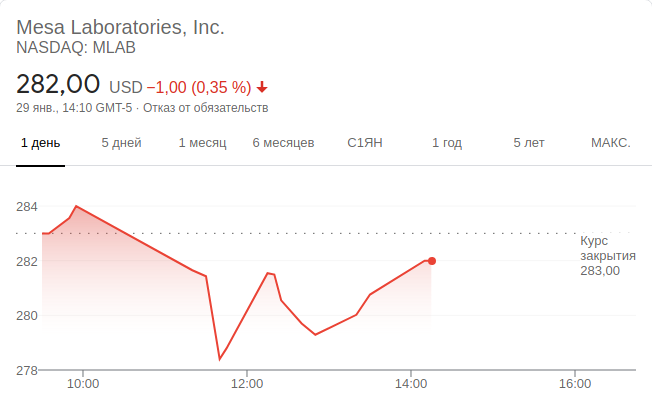 Mesa Laboratories, Inc.
NASDAQ: MLAB
282,00 USD −1,00 (0,35 %)
29 янв., 14:10 GMT-5 · Отказ от обязательств
1 день 5 дней 1 месяц 6 месяцев С1ЯН 1 год 5 лет МАКС.
284
Курс
закрытия
283,00
282
280
278
10:00 12:00 14:00 16:00